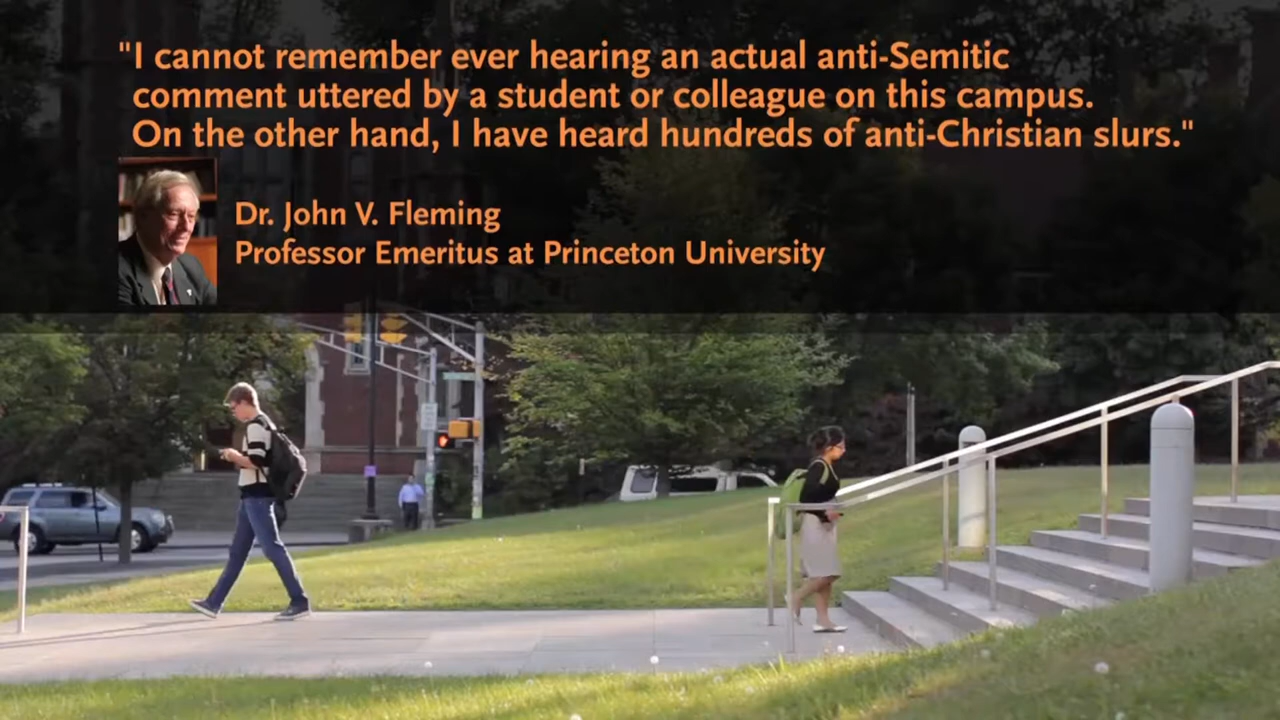 "I cannot remember ever hearing an actual anti-Semitic
comment uttered by a student or colleague on this campus.
On the other hand, I have heard hundreds of anti-Christian slurs."
Dr. John V. Fleming
Professor Emeritus at Princeton University